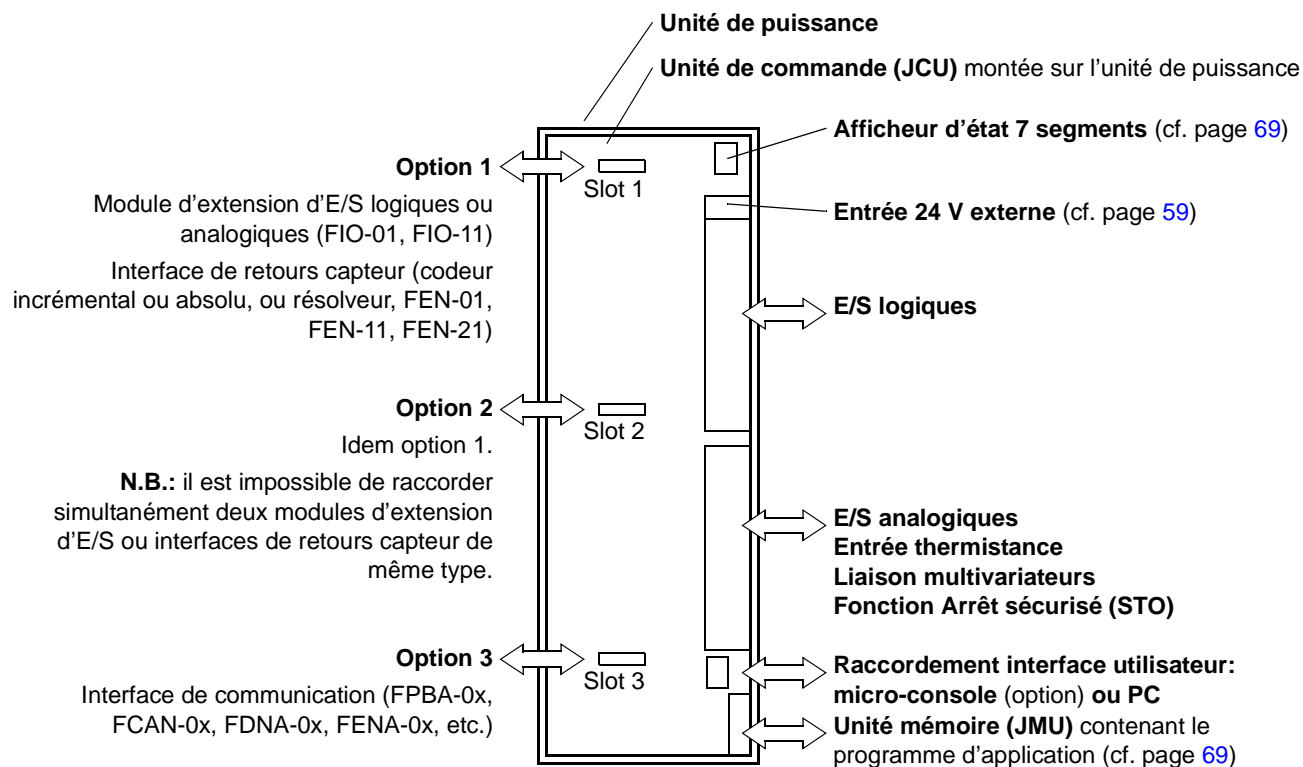 Unité de puissance
Unité de commande (JCU) montée sur l'unité de puissance
Afficheur d'état 7 segments (cf. page 69)
Option 1
Slot 1
Module d'extension d'E/S logiques ou
analogiques (FIO-01, FIO-11)
Entrée 24 V externe (cf. page 59)
Interface de retours capteur (codeur
incrémental ou absolu, ou résolveur, FEN-01,
FEN-11, FEN-21)
E/S logiques
Option 2
Slot 2
Idem option 1.
N.B.: il est impossible de raccorder
simultanément deux modules d'extension
d'E/S ou interfaces de retours capteur de
même type.
E/S analogiques
Entrée thermistance
Liaison multivariateurs
Fonction Arrêt sécurisé (STO)
Option 3
Slot 3
Interface de communication (FPBA-0x,
FCAN-0x, FDNA-0x, FENA-0x, etc.)
Raccordement interface utilisateur:
micro-console (option) ou PC
Unité mémoire (JMU) contenant le
programme d'application (cf. page 69)